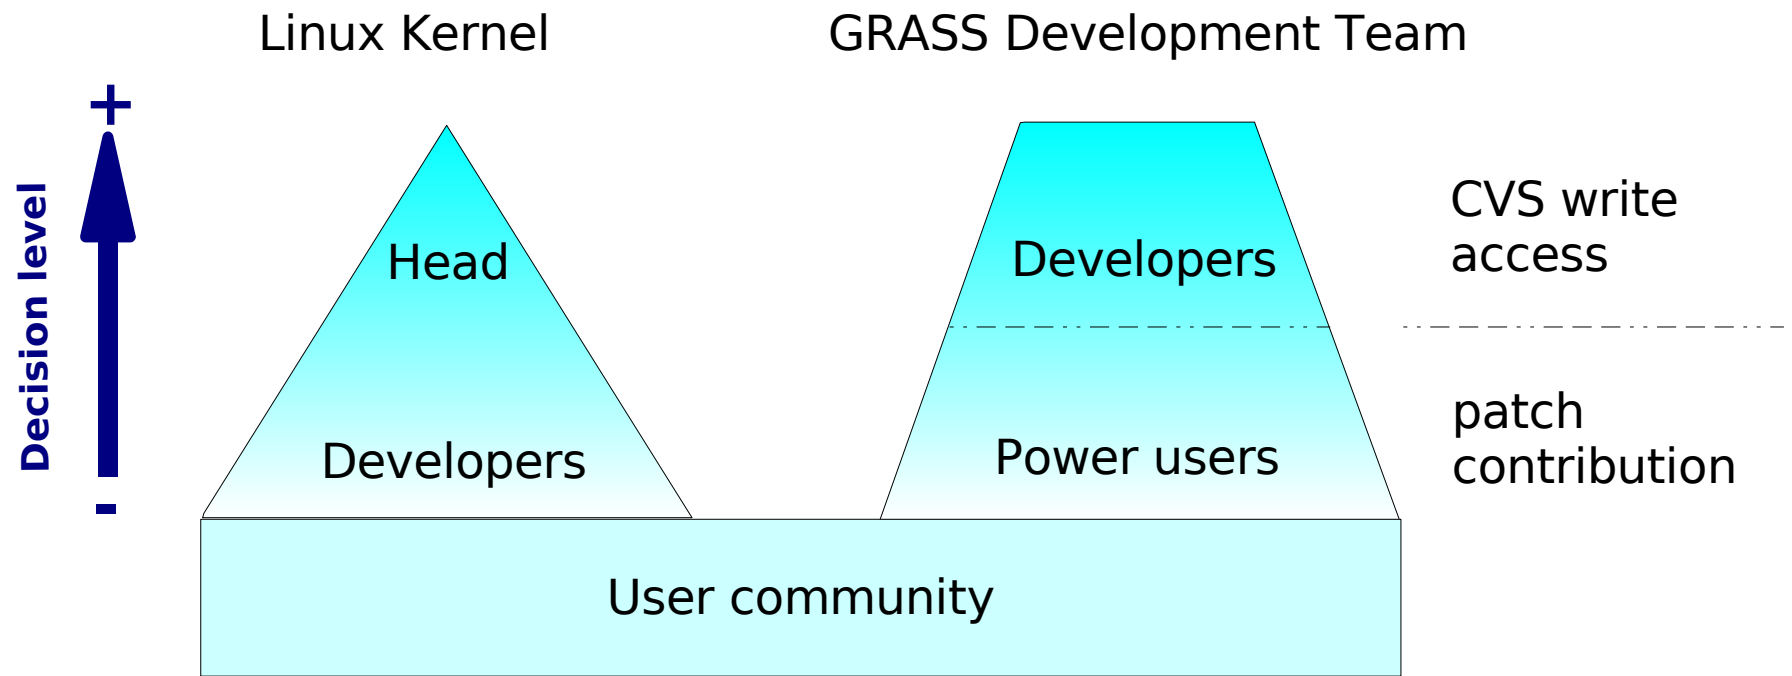 Linux Kernel
GRASS Development Team
+
Decision level
-
Head
Developers
Developers
Power users
CVS write
access
patch
contribution
User community